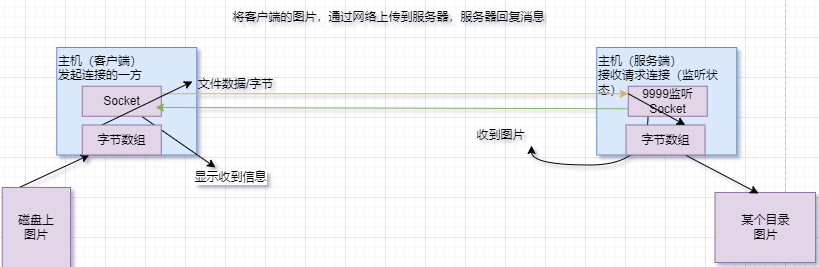 将客户端的图片，通过网络上传到服务器，服务器回复消息
主机（客户端）
发起连接的一方
Socket
字节数组
文件数据/字节
显示收到信息
磁盘上
图片
主机（服务端）
接收请求连接（监听状
态）
9999监听
Socket
字节数组
收到图片
某个目录
图片